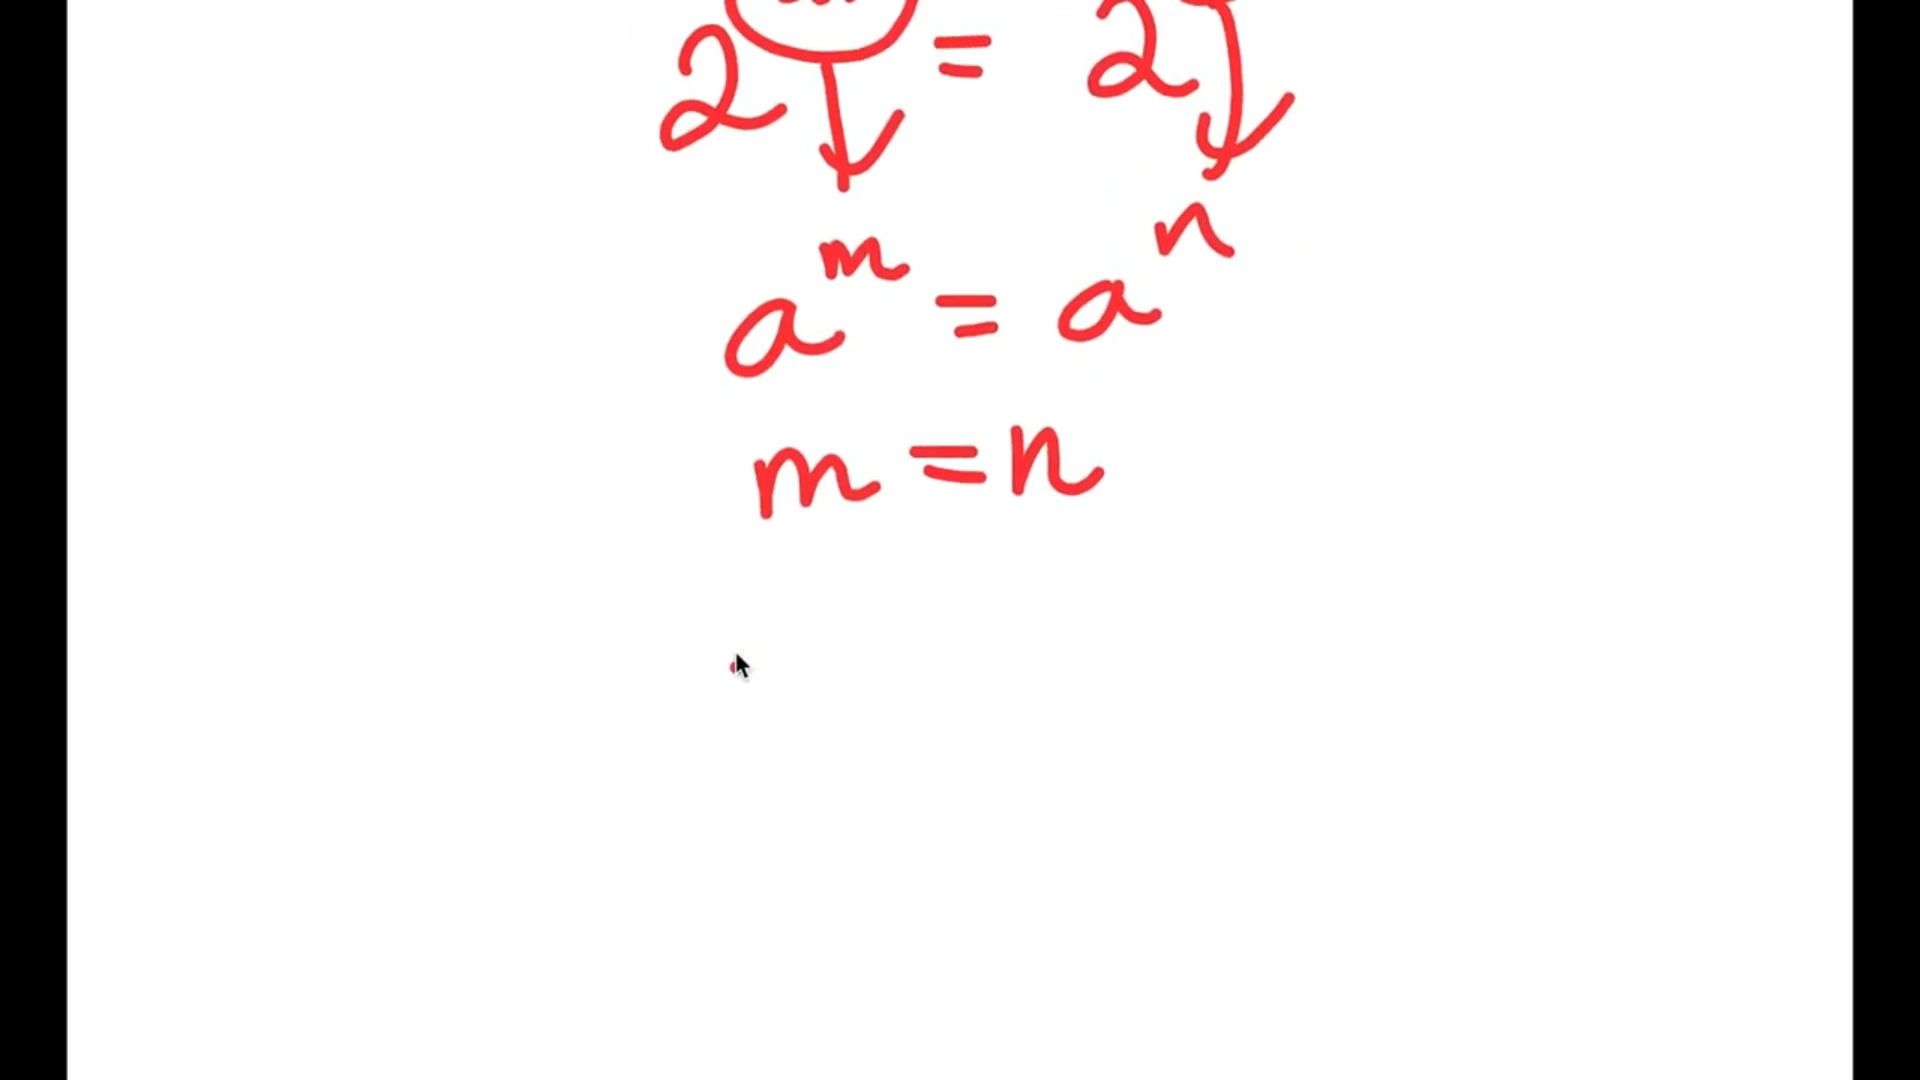 2 = 2
a^m = a^n
m = n